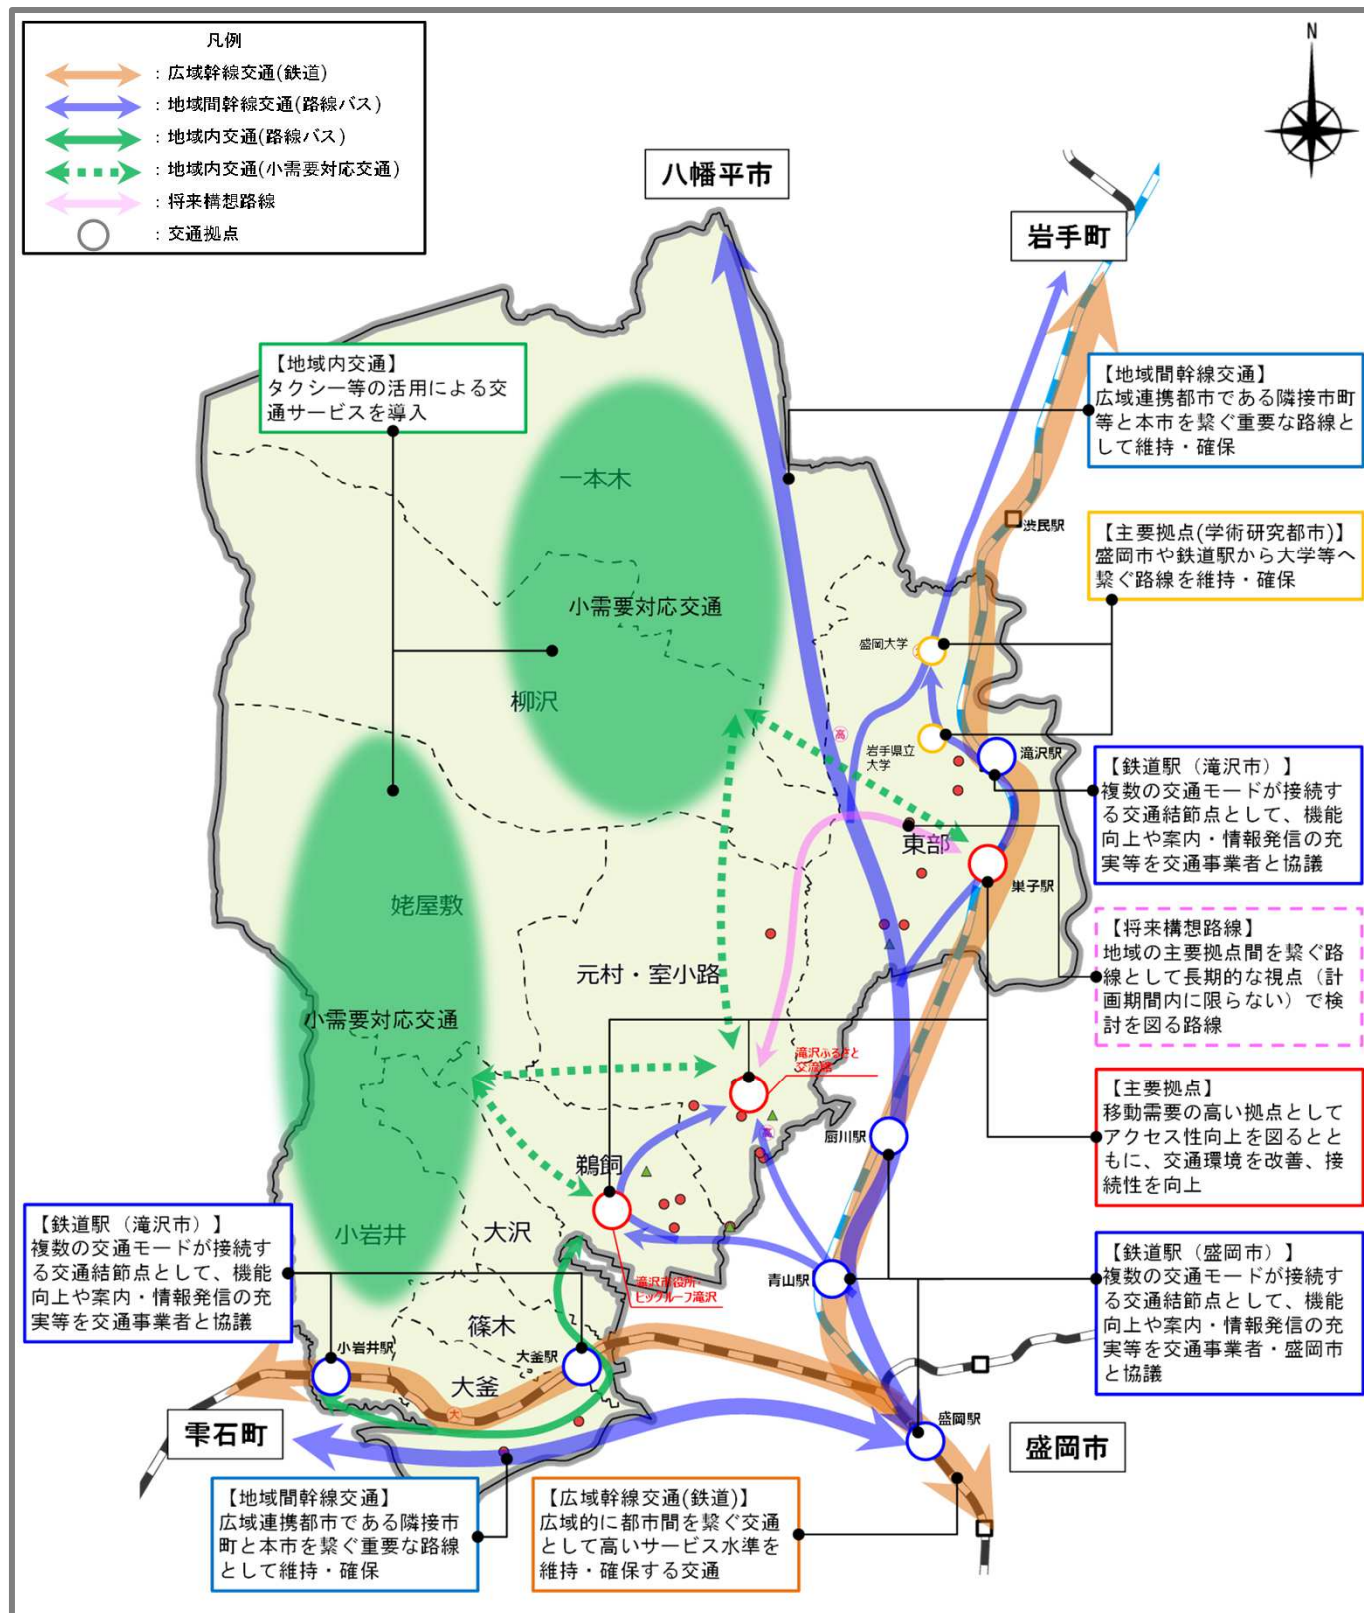 凡例
：広域幹線交通(鉄道)
：地域間幹線交通(路線バス)
：地域内交通(路線バス)
：地域内交通(小需要対応交通)
：将来構想路線
：交通拠点
N
八幡平市
岩手町
【地域内交通】
タクシー等の活用による交
通サービスを導入
【地域間幹線交通】
広域連携都市である隣接市町
等と本市を繋ぐ重要な路線と
して維持・確保
一本木
渋民駅
【主要拠点(学術研究都市)】
盛岡市や鉄道駅から大学等へ
繋ぐ路線を維持・確保
小需要対応交通
盛岡大学
柳沢
高
岩手県立
大学
滝沢駅
【鉄道駅（滝沢市）】
複数の交通モードが接続す
る交通結節点として、機能
向上や案内・情報発信の充
実等を交通事業者と協議
東部
巣子駅
姥屋敷
【将来構想路線】
地域の主要拠点間を繋ぐ路
線として長期的な視点（計
画期間内に限らない）で検
討を図る路線
元村・室小路
小需要対応交通
滝沢ふるさと
交流館
【主要拠点】
移動需要の高い拠点として
アクセス性向上を図るとと
もに、交通環境を改善、接
続性を向上
厨川駅
高
鵜飼
【鉄道駅（滝沢市）】
複数の交通モードが接続す
る交通結節点として、機能
向上や案内・情報発信の充
実等を交通事業者と協議
小岩井
大沢
滝沢市役所・
ビッグルーフ滝沢
青山駅
【鉄道駅（盛岡市）】
複数の交通モードが接続す
る交通結節点として、機能
向上や案内・情報発信の充
実等を交通事業者・盛岡市
と協議
篠木
小岩井駅
大釜駅
大釜
大
盛岡駅
雫石町
盛岡市
【地域間幹線交通】
広域連携都市である隣接市
町と本市を繋ぐ重要な路線
として維持・確保
【広域幹線交通(鉄道)】
広域的に都市間を繋ぐ交通
として高いサービス水準を
維持・確保する交通